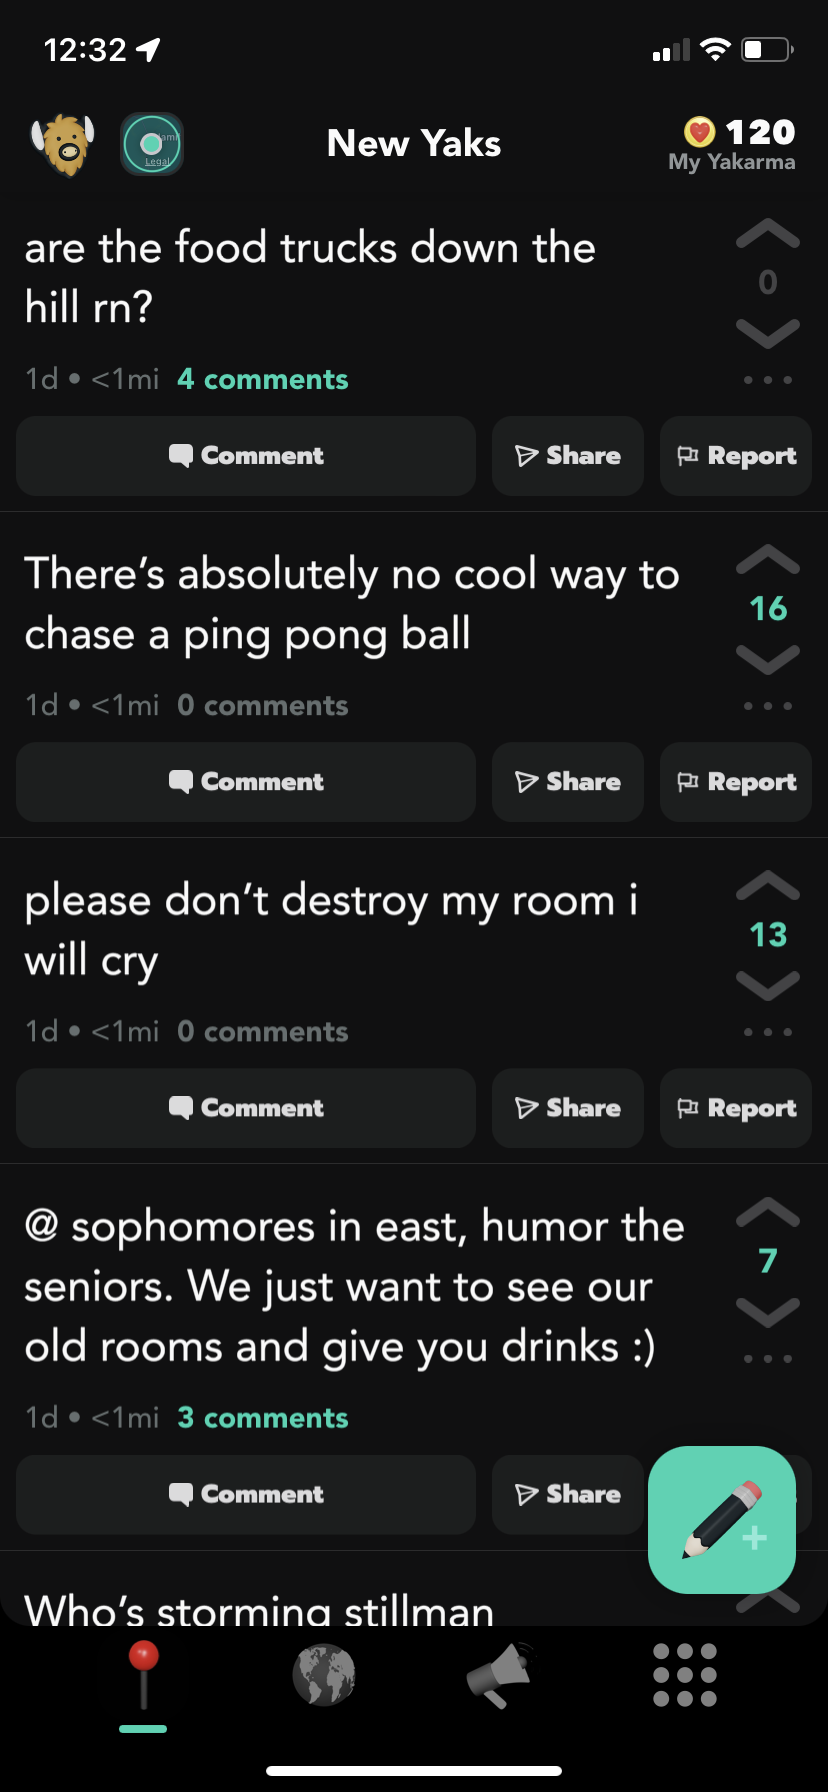 12:32
Legal
New Yaks
120
My Yakarma
are the food trucks down the
hill rn?
0
1d • <1mi 4 comments
Comment
Share
Report
There’s absolutely no cool way to
chase a ping pong ball
16
1d • <1mi 0 comments
Comment
Share
Report
please don’t destroy my room i
will cry
13
1d • <1mi 0 comments
Comment
Share
Report
@ sophomores in east, humor the
seniors. We just want to see our
old rooms and give you drinks :)
7
1d • <1mi 3 comments
Comment
Share
Who’s storming stillman